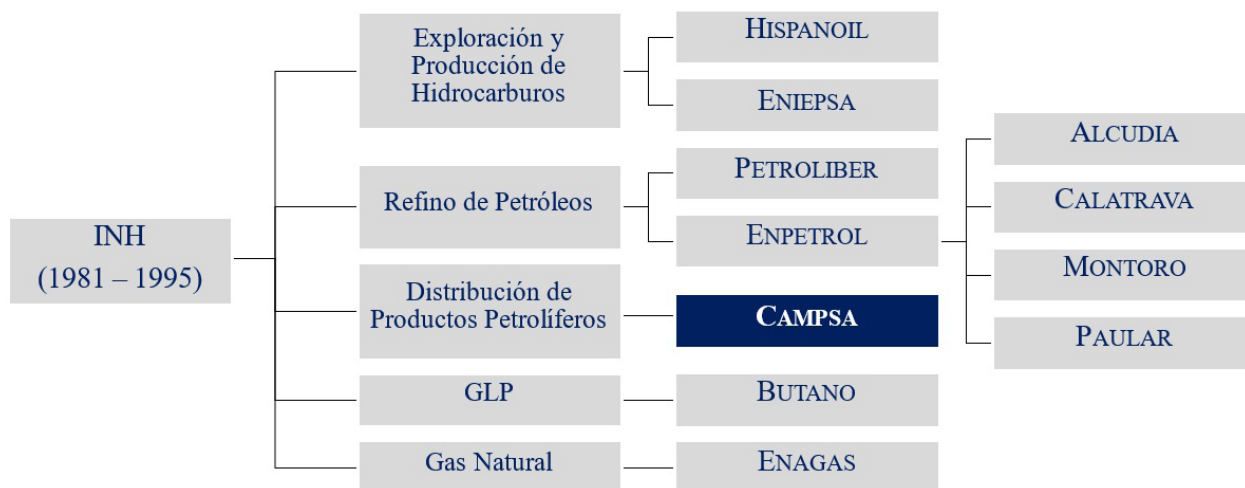 INH
(1981 – 1995)
Exploración y
Producción de
Hidrocarburos
HISPANOIL
ENIEPSA
Refino de Petróleos
PETROLIBER
ENPETROL
ALCUDIA
CALATRAVA
MONTORO
PAULAR
Distribución de
Productos Petrolíferos
CAMPSA
GLP
BUTANO
Gas Natural
ENAGAS